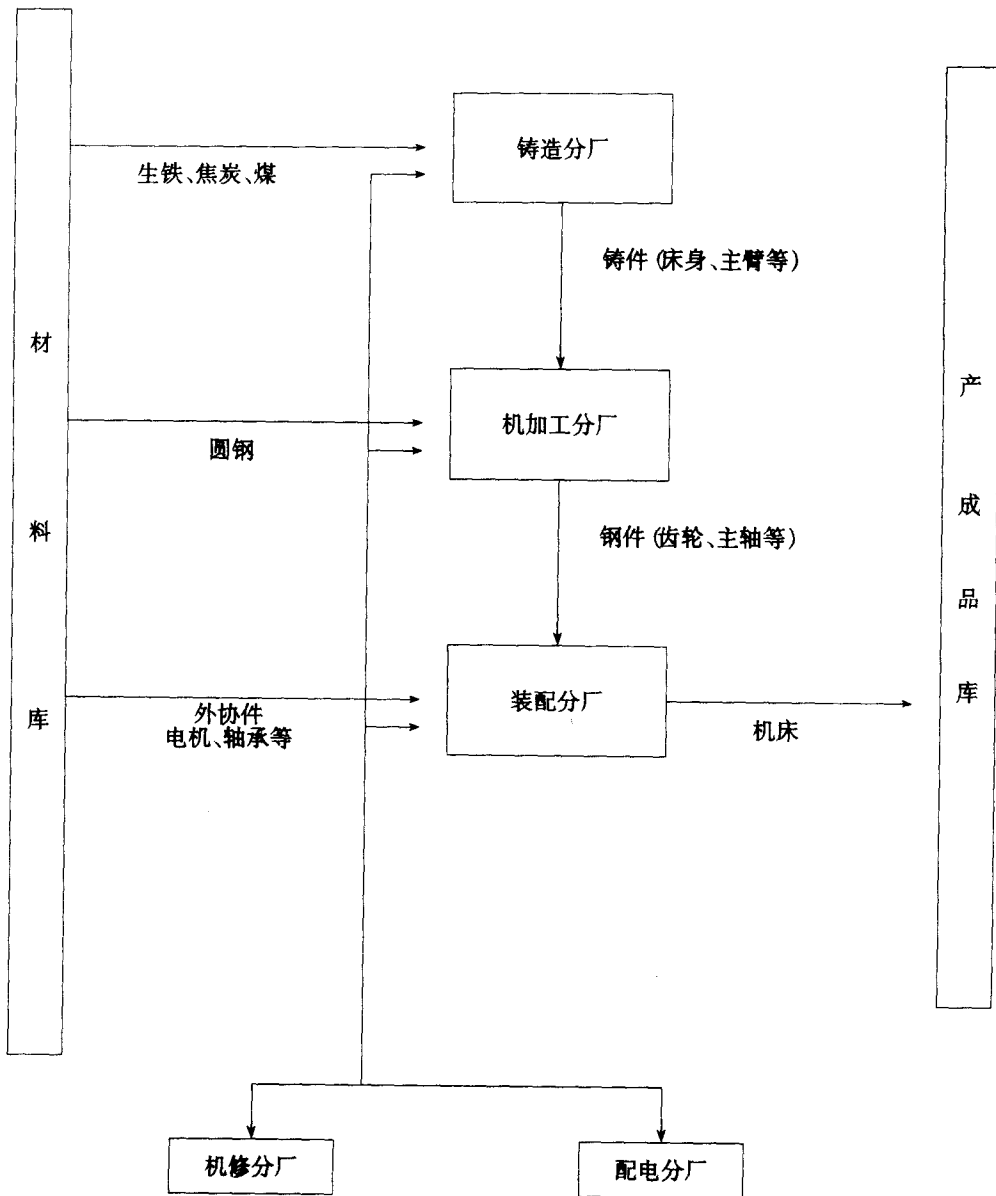 铸造分厂
生铁、焦炭、煤
铸件(床身、主臂等)
材料库
产成品库
机加工分厂
圆钢
钢件(齿轮、主轴等)
装配分厂
外协件
电机、轴承等
机床
机修分厂
配电分厂